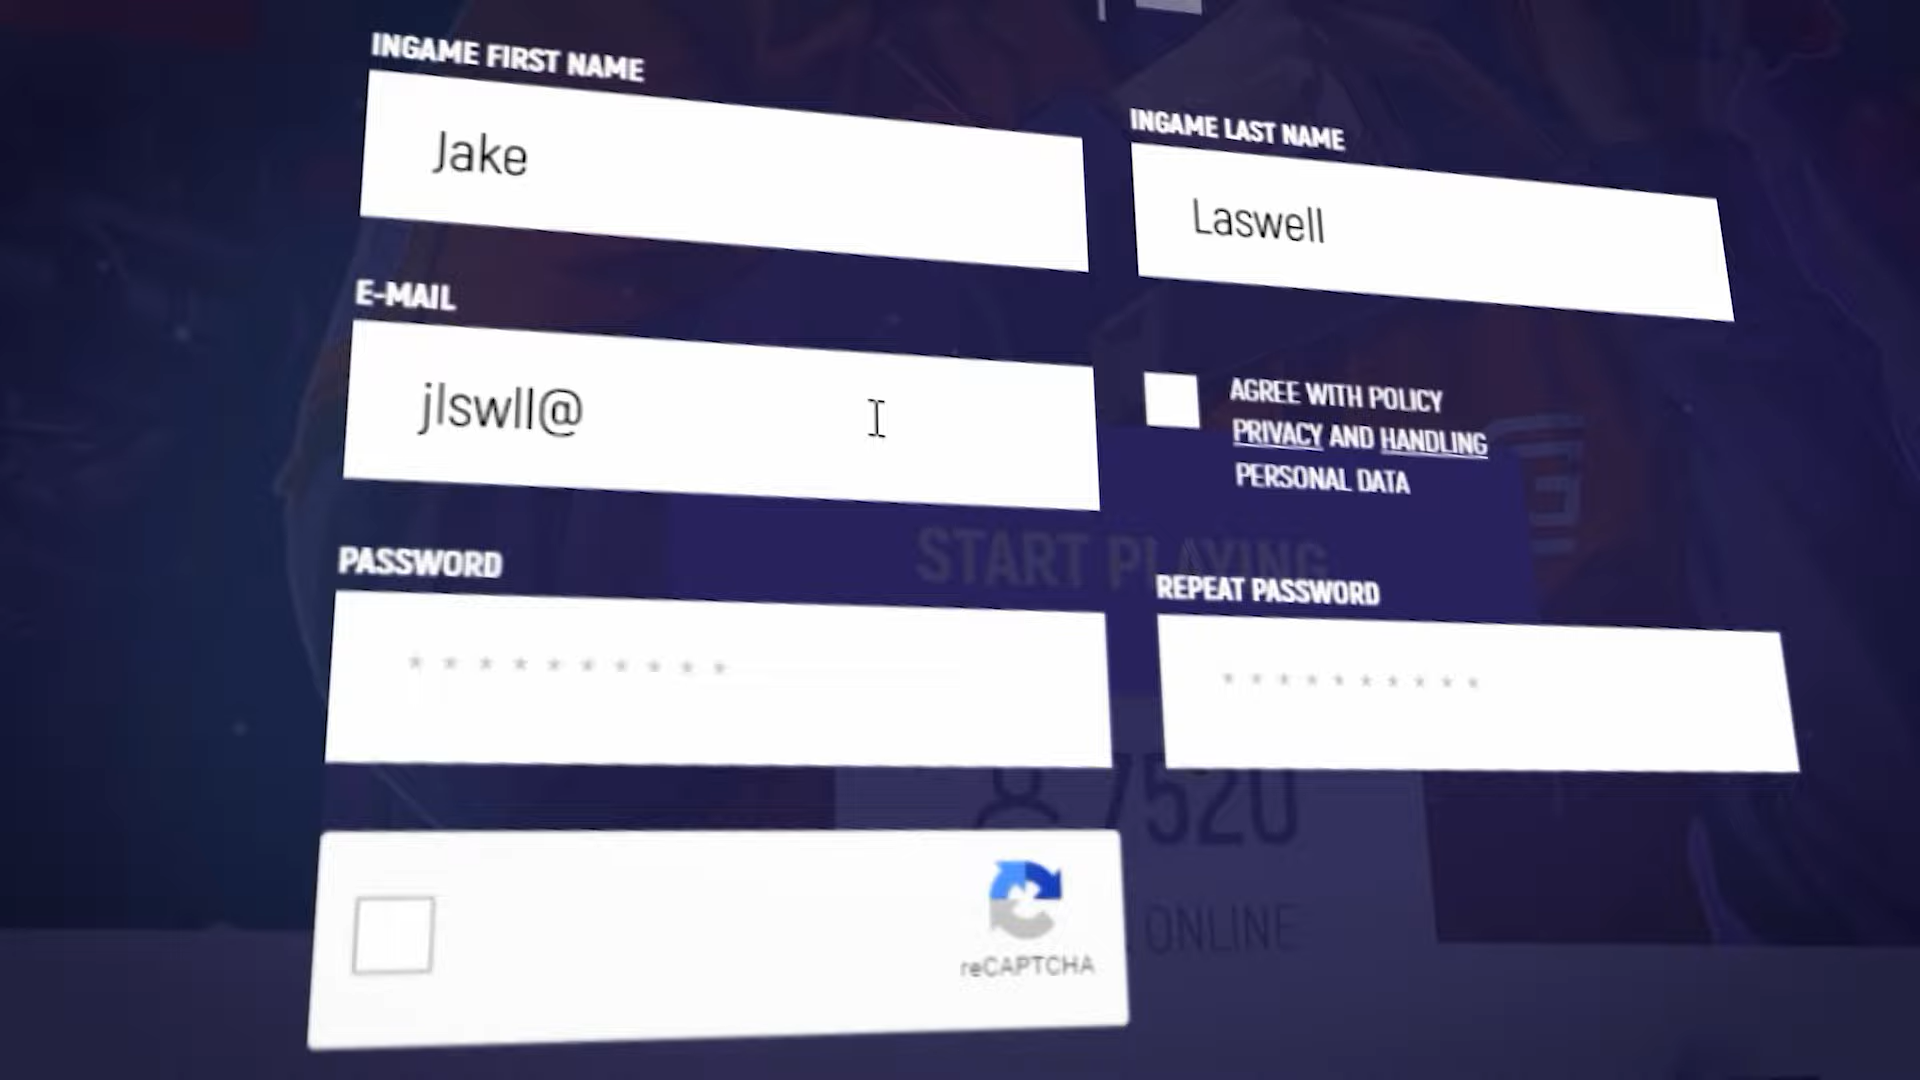 INGAME FIRST NAME
Jake
INGAME LAST NAME
Laswell
E-MAIL
jlswll@
AGREE WITH POLICY
PRIVACY AND HANDLING
PERSONAL DATA
START PLAYING
PASSWORD
* * * * * * * * * *
REPEAT PASSWORD
* * * * * * * * * *
7520
ONLINE
reCAPTCHA